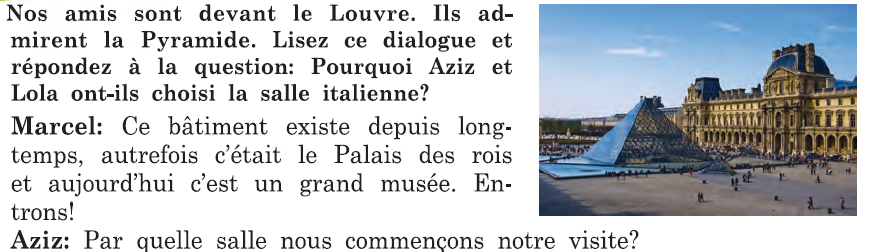 Nos amis sont devant le Louvre. Ils ad-
mirent la Pyramide. Lisez ce dialogue et
répondez à la question: Pourquoi Aziz et
Lola ont-ils choisi la salle italienne?
Marcel: Ce bâtiment existe depuis long-
temps, autrefois c’était le Palais des rois
et aujourd’hui c’est un grand musée. En-
trons!
Aziz: Par quelle salle nous commençons notre visite?